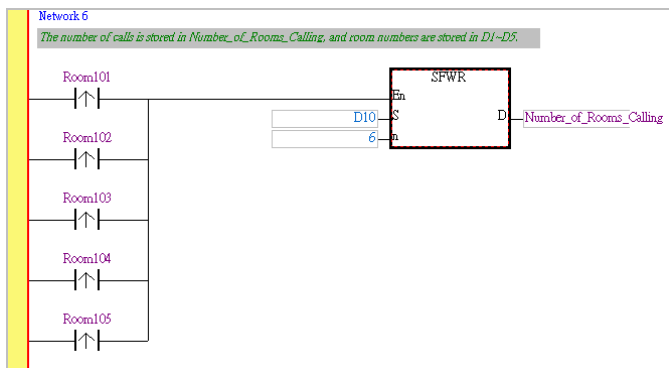 Network 6
The number of calls is stored in Number_of_Rooms_Calling, and room numbers are stored in D1~D5.
Room101
SFWR
En
D10 S D Number_of_Rooms_Calling
6 n
Room102
Room103
Room104
Room105